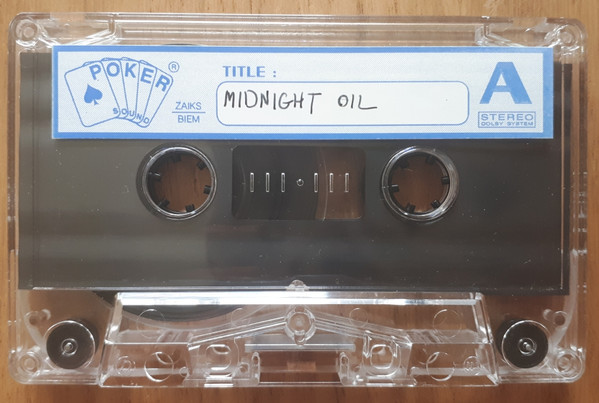 POKER ®
SOUND
ZAIKS
BIEM
TITLE :
MIDNIGHT OIL
A
STEREO
DOLBY SYSTEM